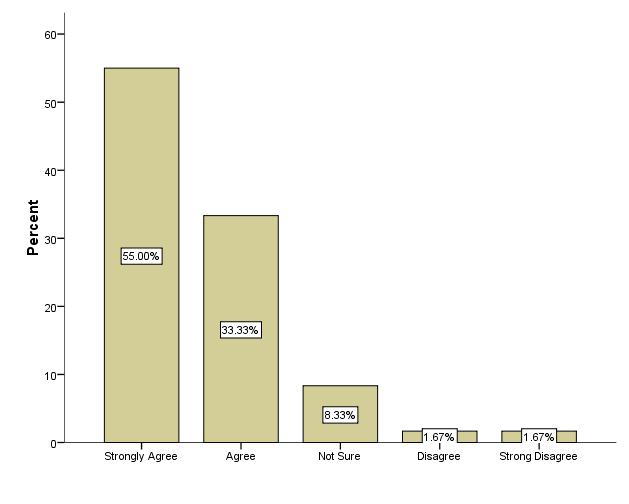 Percent
60
50
40
30
20
10
0
55.00%
33.33%
8.33%
1.67%
1.67%
Strongly Agree
Agree
Not Sure
Disagree
Strong Disagree